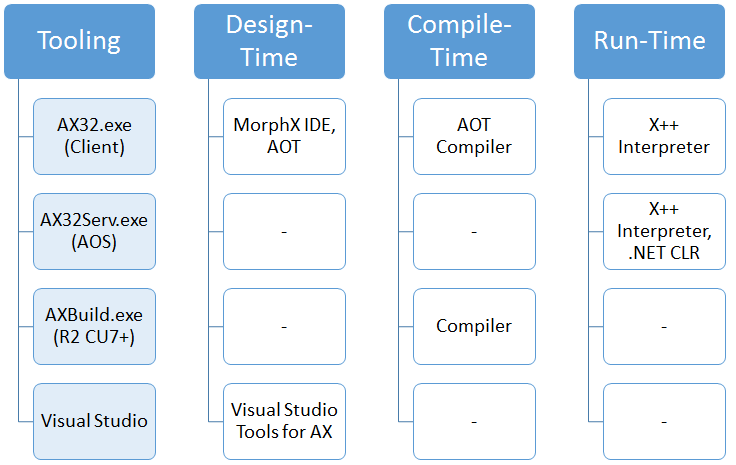 Tooling
AX32.exe
(Client)
AX32Serv.exe
(AOS)
AXBuild.exe
(R2 CU7+)
Visual Studio
Design-
Time
MorphX IDE,
AOT
-
-
Visual Studio
Tools for AX
Compile-
Time
AOT
Compiler
-
Compiler
-
Run-Time
X++
Interpreter
X++
Interpreter,
.NET CLR
-
-